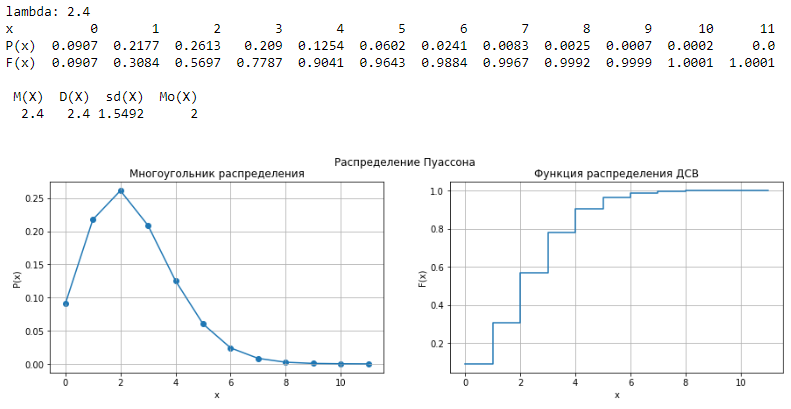 lambda: 2.4
x 0 1 2 3 4 5 6 7 8 9 10 11
P(x) 0.0907 0.2177 0.2613 0.209 0.1254 0.0602 0.0241 0.0083 0.0025 0.0007 0.0002 0.0
F(x) 0.0907 0.3084 0.5697 0.7787 0.9041 0.9643 0.9884 0.9967 0.9992 0.9999 1.0001 1.0001
M(X) D(X) sd(X) Mo(X)
2.4 2.4 1.5492 2
Распределение Пуассона
Многоугольник распределения
0.25
0.20
0.15
0.10
0.05
0.00
P(x)
0 2 4 6 8 10
x
Функция распределения ДСВ
1.0
0.8
0.6
0.4
0.2
F(x)
0 2 4 6 8 10
x